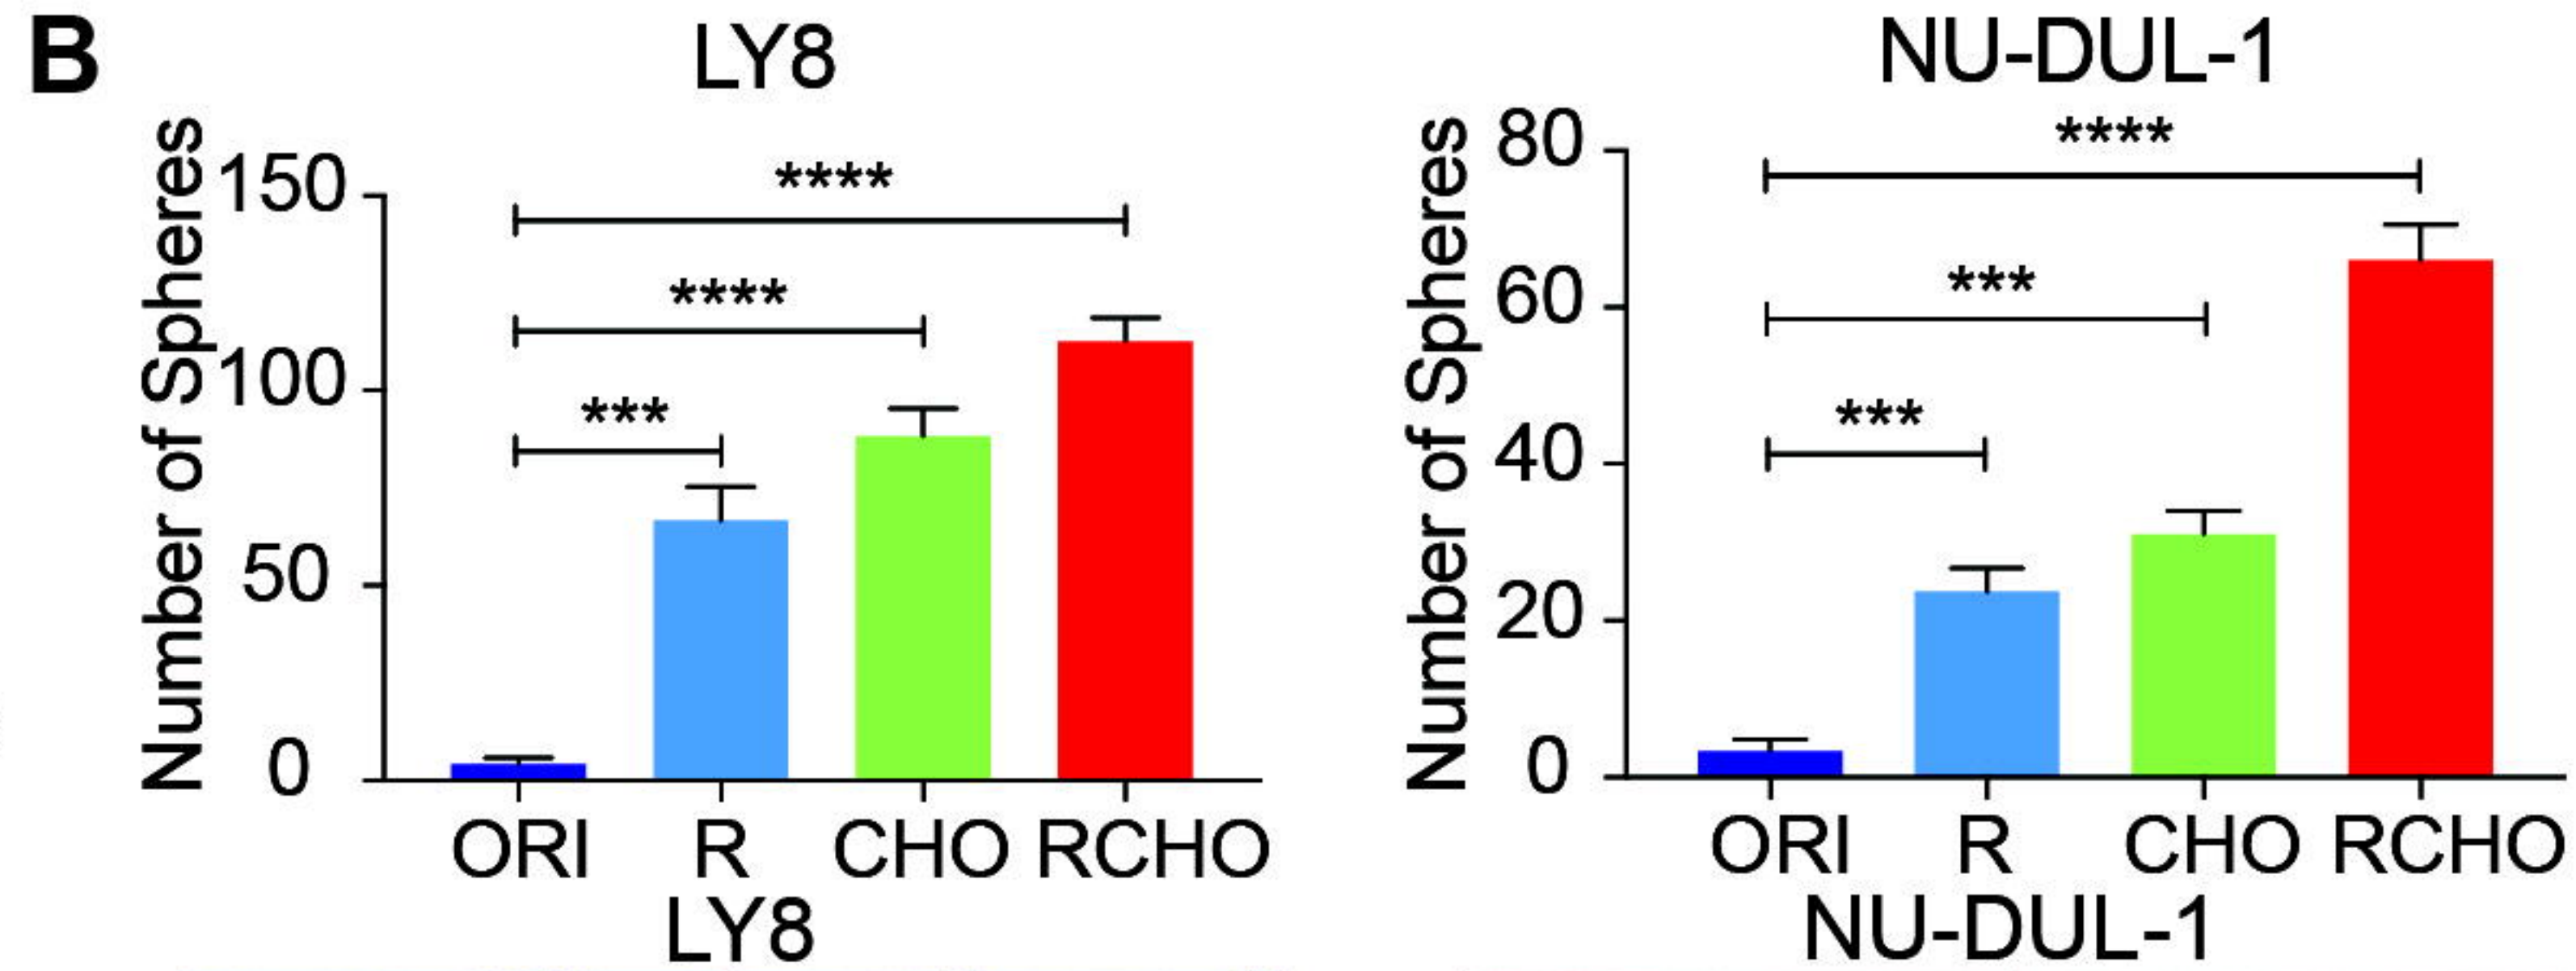 B
LY8
Number of Spheres
150
100
50
0
****
****
***
ORI R CHO RCHO
LY8
NU-DUL-1
Number of Spheres
80
60
40
20
0
****
***
***
ORI R CHO RCHO
NU-DUL-1